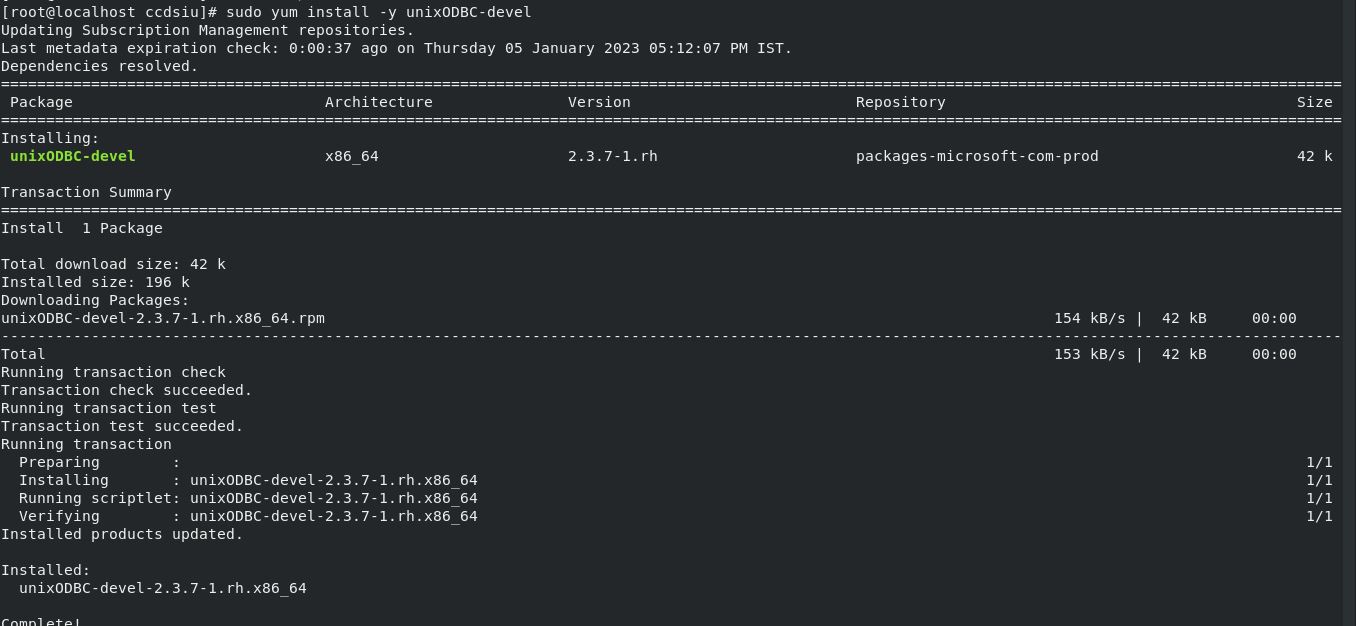 [root@localhost ccdsiu]# sudo yum install -y unixODBC-devel
Updating Subscription Management repositories.
Last metadata expiration check: 0:00:37 ago on Thursday 05 January 2023 05:12:07 PM IST.
Dependencies resolved.
=====================================================================================================================================================
Package Architecture Version Repository Size
=====================================================================================================================================================
Installing:
unixODBC-devel x86_64 2.3.7-1.rh packages-microsoft-com-prod 42 k
Transaction Summary
=====================================================================================================================================================
Install  1 Package
Total download size: 42 k
Installed size: 196 k
Downloading Packages:
unixODBC-devel-2.3.7-1.rh.x86_64.rpm 154 kB/s |  42 kB 00:00
-----------------------------------------------------------------------------------------------------------------------------------------------------
Total 153 kB/s |  42 kB 00:00
Running transaction check
Transaction check succeeded.
Running transaction test
Transaction test succeeded.
Running transaction
Preparing        : 1/1
Installing       : unixODBC-devel-2.3.7-1.rh.x86_64 1/1
Running scriptlet: unixODBC-devel-2.3.7-1.rh.x86_64 1/1
Verifying        : unixODBC-devel-2.3.7-1.rh.x86_64 1/1
Installed products updated.
Installed:
unixODBC-devel-2.3.7-1.rh.x86_64
Complete!